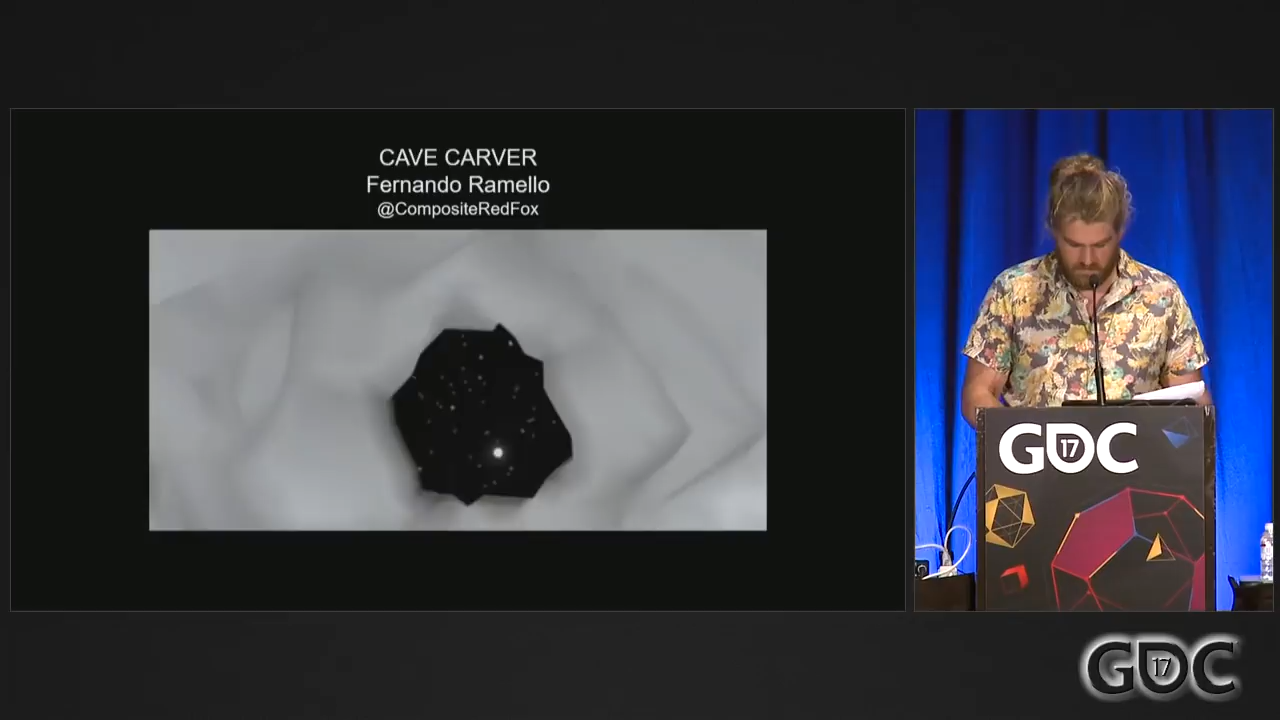 CAVE CARVER
Fernando Ramello
@CompositeRedFox
GDC
17
GDC
17